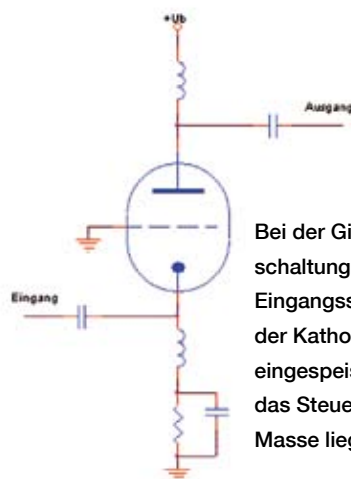 +Ub
Ausgang
Eingang
Bei der Gi
schaltung
Eingangss
der Katho
eingespeis
das Steue
Masse lieg